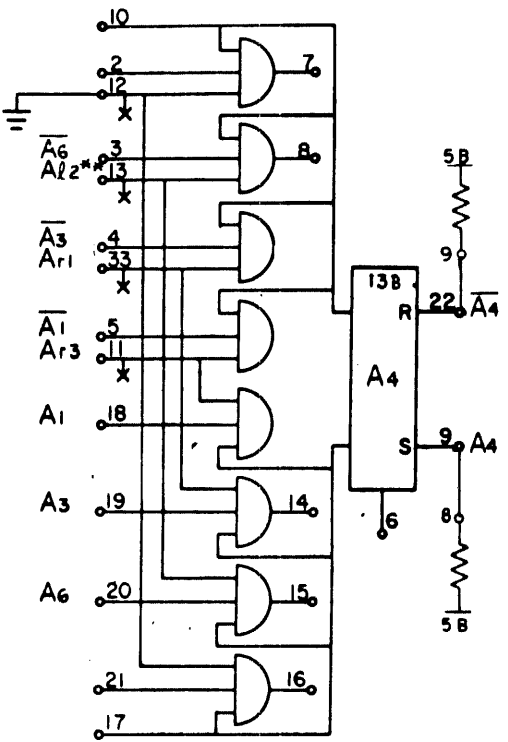 10
2
7
12
A6 3 8
Al2** 13
5B
A3 4
Ar1 33
9
13B
R 22 A4
A1 5
Ar3 11
A4
A1 18
S 9 A4
A3 19 14
8
6
A6 20 15
5B
21 16
17